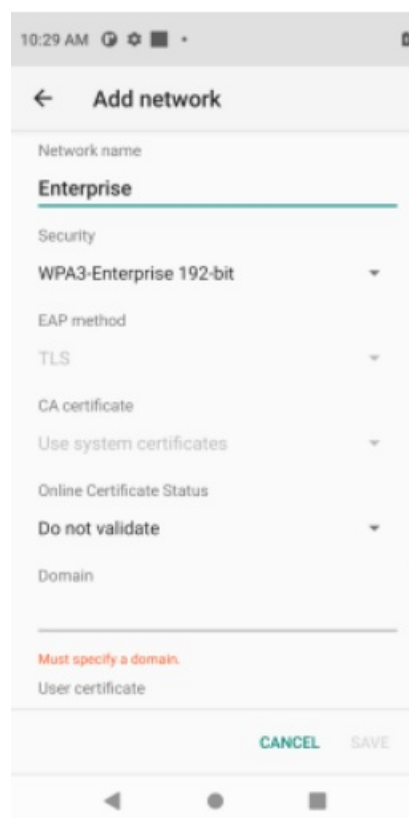 10:29 AM
Add network
Network name
Enterprise
Security
WPA3-Enterprise 192-bit
EAP method
TLS
CA certificate
Use system certificates
Online Certificate Status
Do not validate
Domain
Must specify a domain.
User certificate
CANCEL SAVE